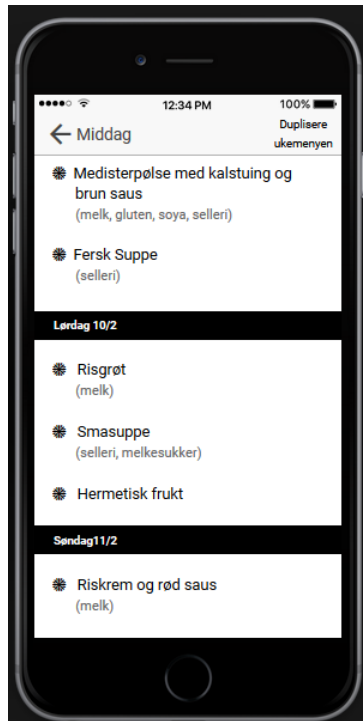 12:34 PM
100%
Middag
Duplisere
ukemenyen
Medisterpølse med kalstuing og
brun saus
(melk, gluten, soya, selleri)
Fersk Suppe
(selleri)
Lørdag 10/2
Risgrøt
(melk)
Smasuppe
(selleri, melkesukker)
Hermetisk frukt
Søndag11/2
Riskrem og rød saus
(melk)